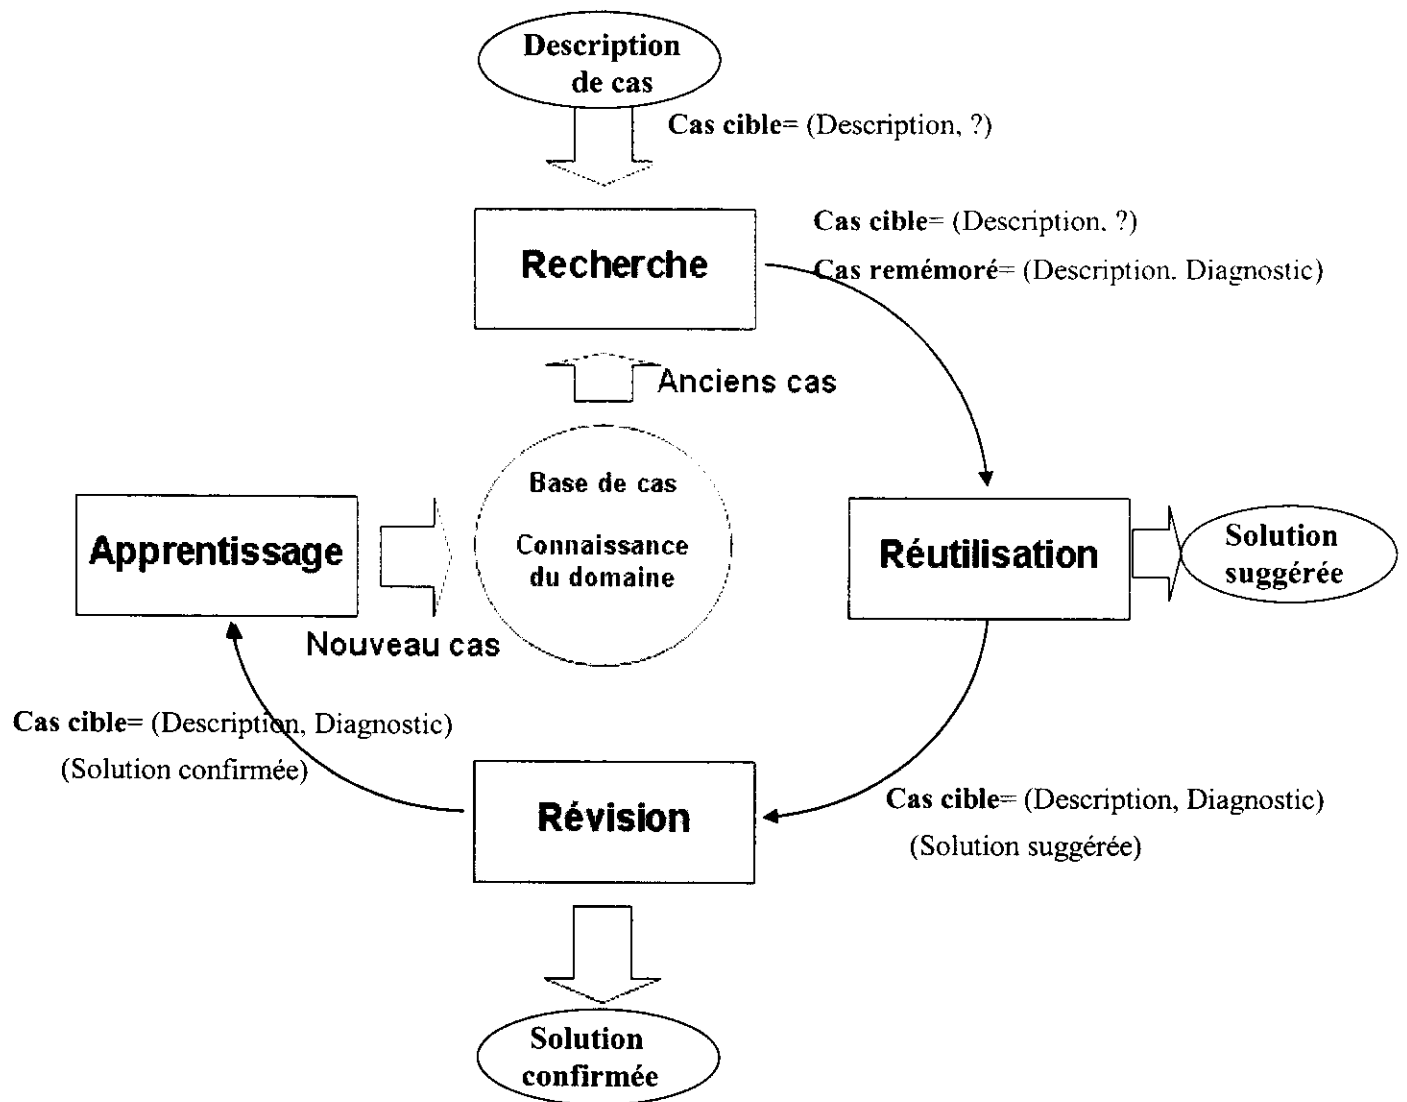 Description
de cas
Cas cible= (Description, ?)
Cas cible= (Description. ?)
Recherche
Cas remémoré= (Description. Diagnostic)
Anciens cas
Base de cas
Connaissance
du domaine
Apprentissage
Réutilisation
Solution
suggérée
Nouveau cas
Cas cible= (Description, Diagnostic)
(Solution confirmée)
Révision
Cas cible= (Description, Diagnostic)
(Solution suggérée)
Solution
confirmée